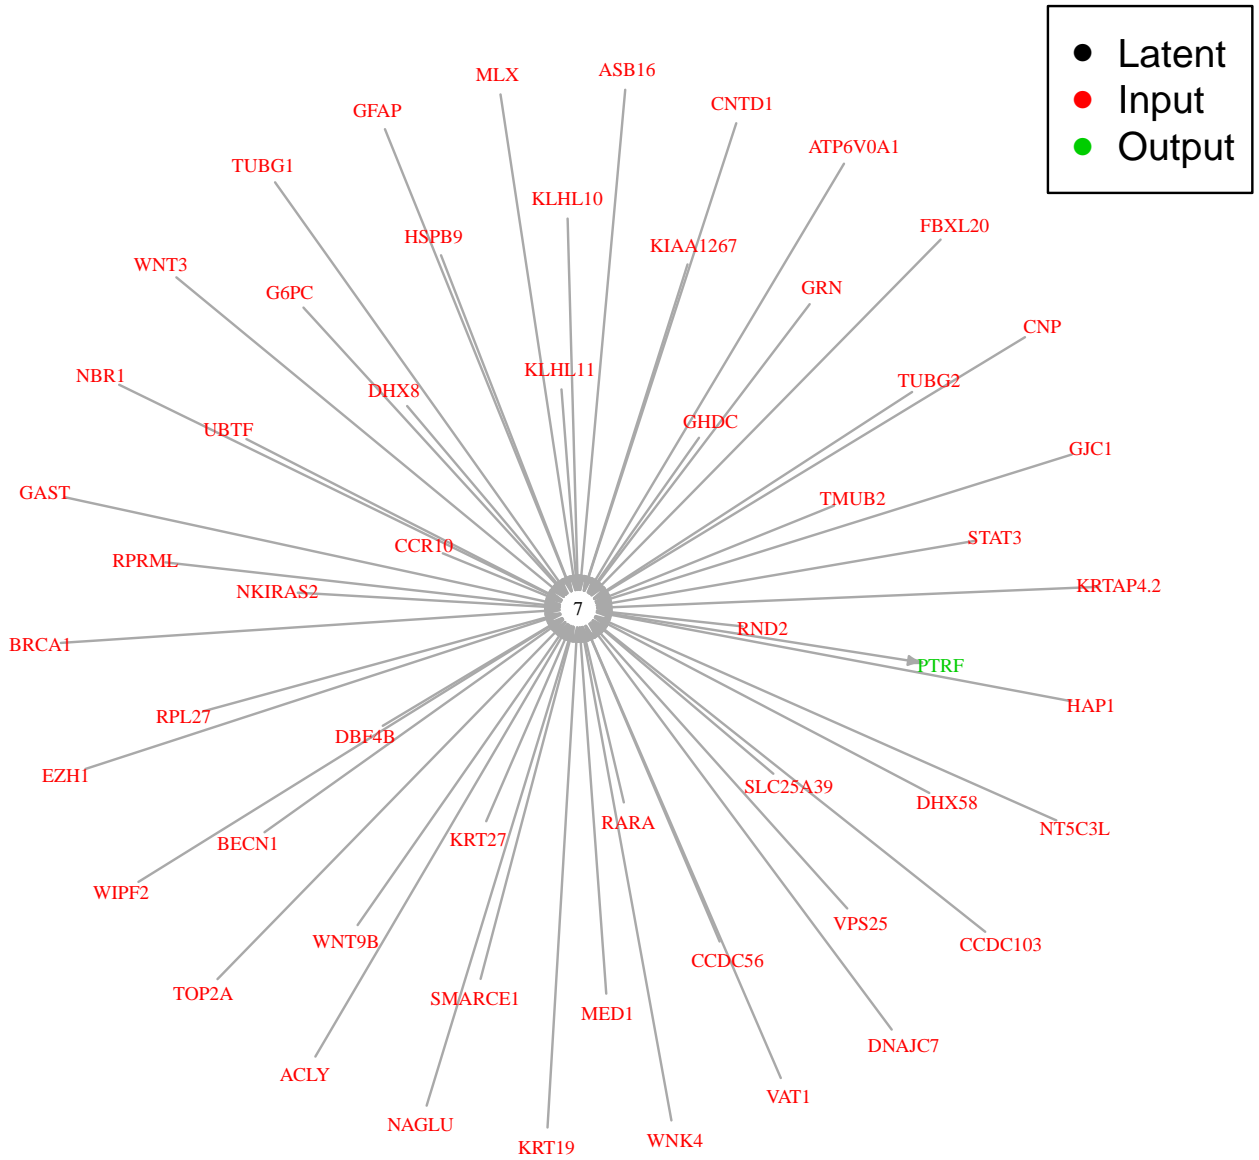 Latent
Input
Output
ASB16
MLX
CNTD1
GFAP
ATP6V0A1
TUBG1
KLHL10
FBXL20
HSPB9
KIAA1267
WNT3
GRN
G6PC
CNP
KLHL11
NBR1
TUBG2
DHX8
GHDC
UBTF
GJC1
GAST
TMUB2
STAT3
CCR10
RPRML
KRTAP4.2
NKIRAS2
7
RND2
BRCA1
PTRF
HAP1
RPL27
DBF4B
EZH1
SLC25A39
DHX58
RARA
NT5C3L
KRT27
BECN1
WIPF2
VPS25
WNT9B
CCDC103
CCDC56
TOP2A
SMARCE1
MED1
DNAJC7
ACLY
VAT1
NAGLU
WNK4
KRT19